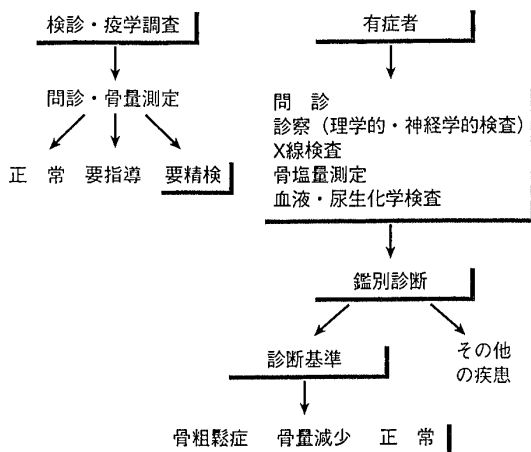 検診・疫学調査
問診・骨量測定
正　常　要指導　要精検
有症者
問　診
診察（理学的・神経学的検査）
X線検査
骨塩量測定
血液・尿生化学検査
鑑別診断
診断基準
その他
の疾患
骨粗鬆症　骨量減少　正　常